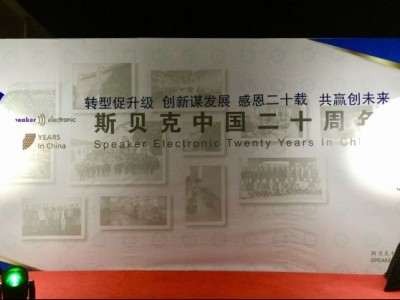 转型促升级 创新谋发展 感恩二十载 共赢创未来
斯贝克中国二十周年
Speaker Electronic Twenty Years In Chi
speaker electronic
YEARS
In China